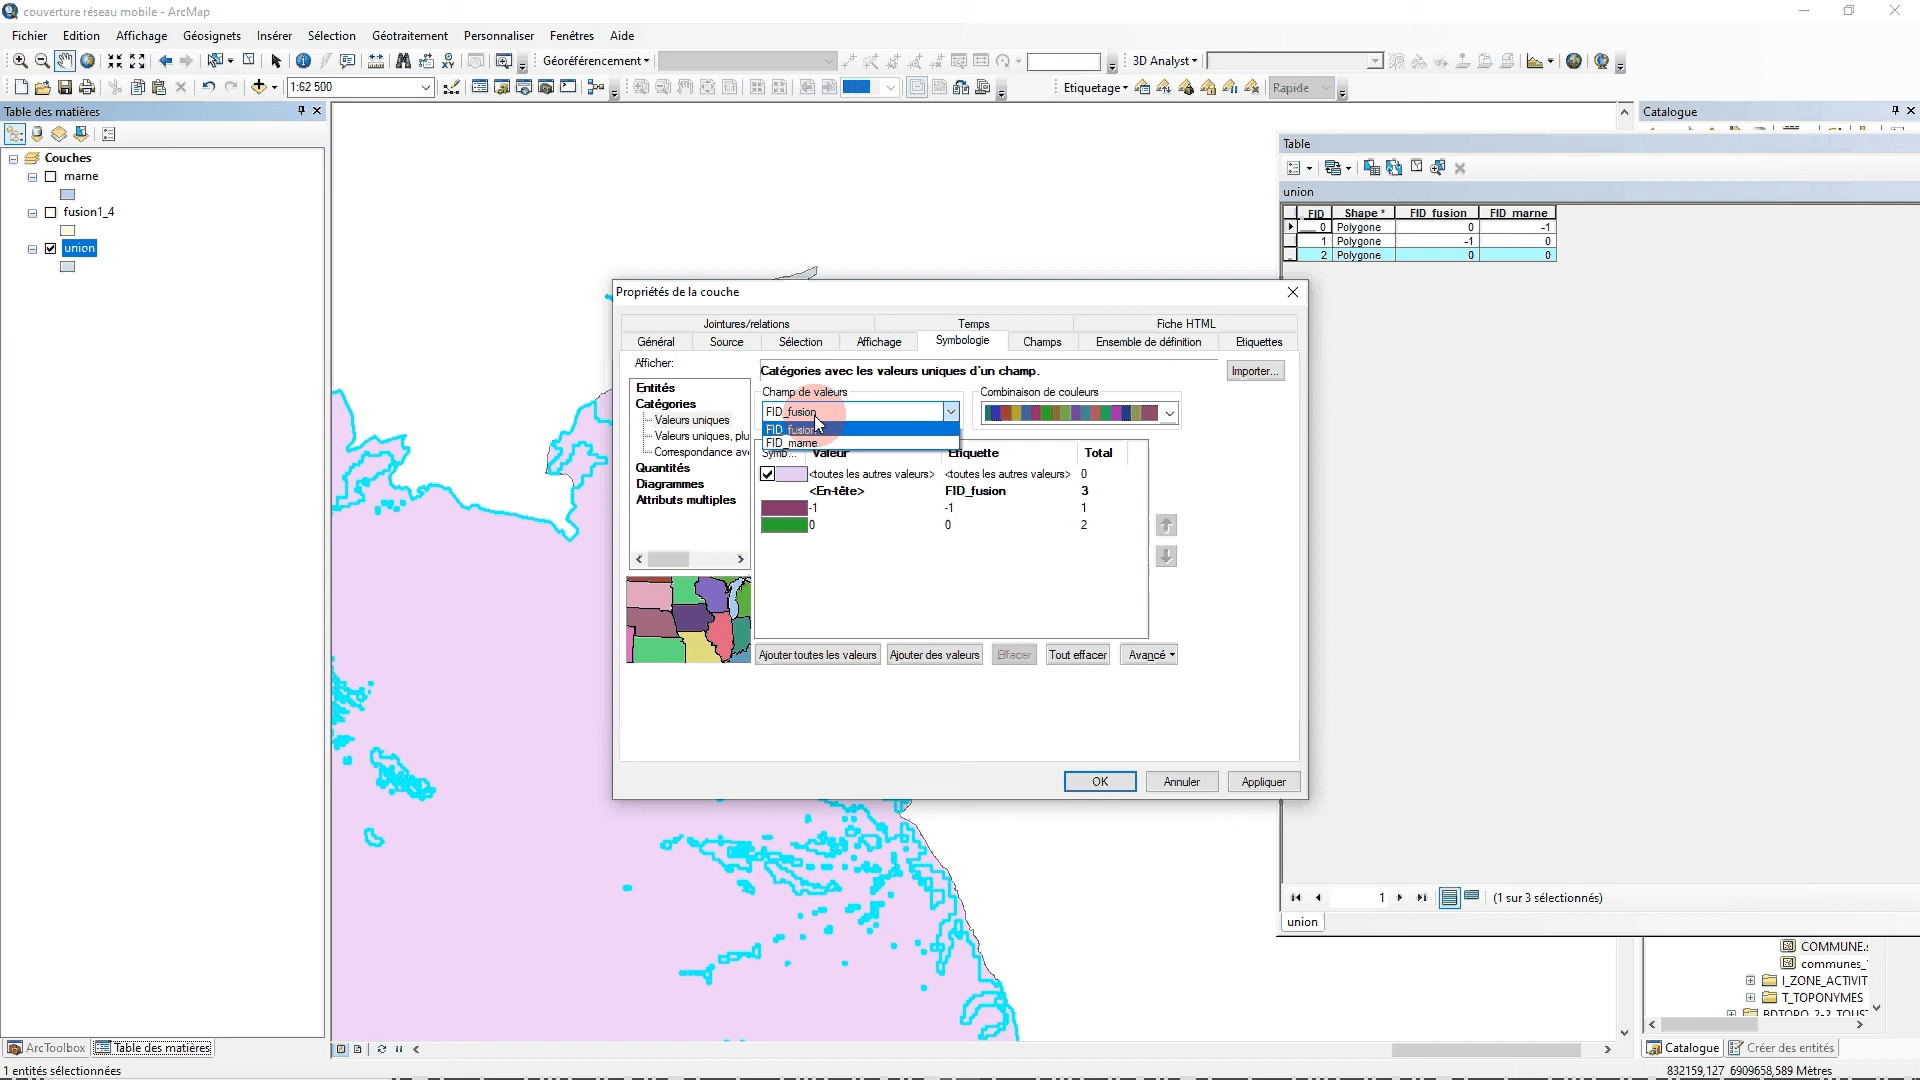 couverture réseau mobile - ArcMap
Fichier Edition Affichage Géosignets Insérer Sélection Géotraitement Personnaliser Fenêtres Aide
Géoréférencement 3D Analyst
1:62 500 Etiquetage Rapide
Table des matières
Couches
marne
fusion1_4
union
Catalogue
Table
union
FID Shape * FID_fusion FID_marne
0 Polygone 0 -1
1 Polygone -1 0
2 Polygone 0 0
Propriétés de la couche
Jointures/relations Temps Fiche HTML
Général Source Sélection Affichage Symbologie Champs Ensemble de définition Etiquettes
Afficher:
Entités
Catégories
Valeurs uniques
Valeurs uniques, plu
Correspondance ave
Quantités
Diagrammes
Attributs multiples
Catégories avec les valeurs uniques d'un champ.
Importer...
Champ de valeurs
FID_fusion
FID_fusion
FID_marne
Combinaison de couleurs
Symb... Valeur Etiquette Total
<toutes les autres valeurs> <toutes les autres valeurs> 0
<En-tête> FID_fusion 3
-1 -1 1
0 0 2
Ajouter toutes les valeurs Ajouter des valeurs Effacer Tout effacer Avancé
OK Annuler Appliquer
1 (1 sur 3 sélectionnés)
union
COMMUNE.s
communes_
I_ZONE_ACTIVIT
T_TOPONYMES
BDTOPO_2-2_TOUS
ArcToolbox Table des matières
Catalogue Créer des entités
1 entités sélectionnées
832159,127 6909658,589 Mètres